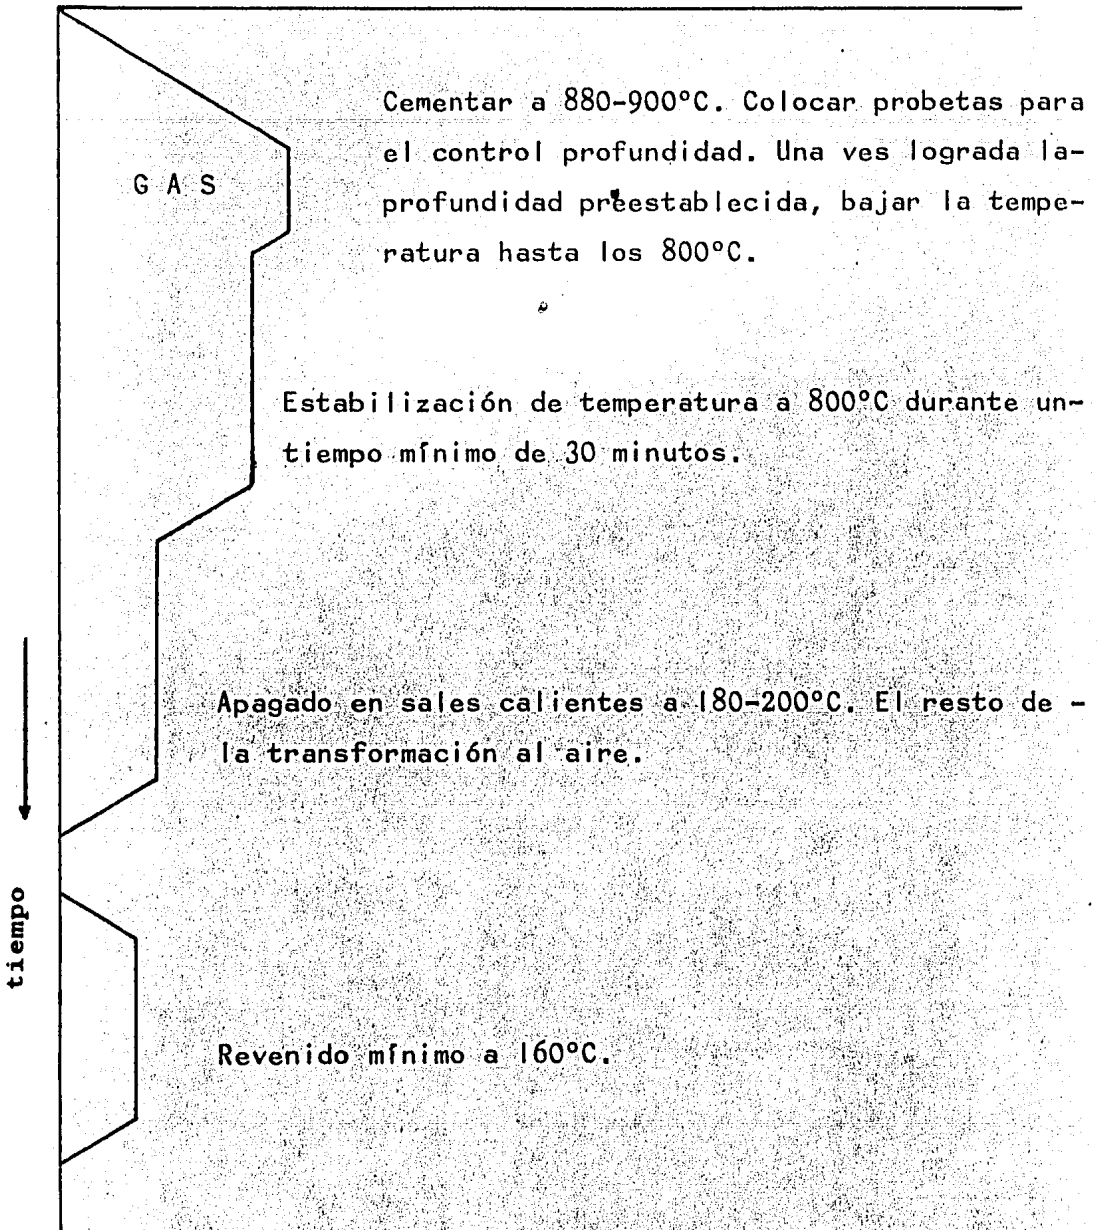 Cementar a 880-900°C. Colocar probetas para
el control profundidad. Una ves lograda la-
profundidad preestablecida, bajar la tempe-
ratura hasta los 800°C.
G A S
Estabilización de temperatura a 800°C durante un-
tiempo mínimo de 30 minutos.
Apagado en sales calientes a 180-200°C. El resto de -
la transformación al aire.
tiempo
Revenido mínimo a 160°C.